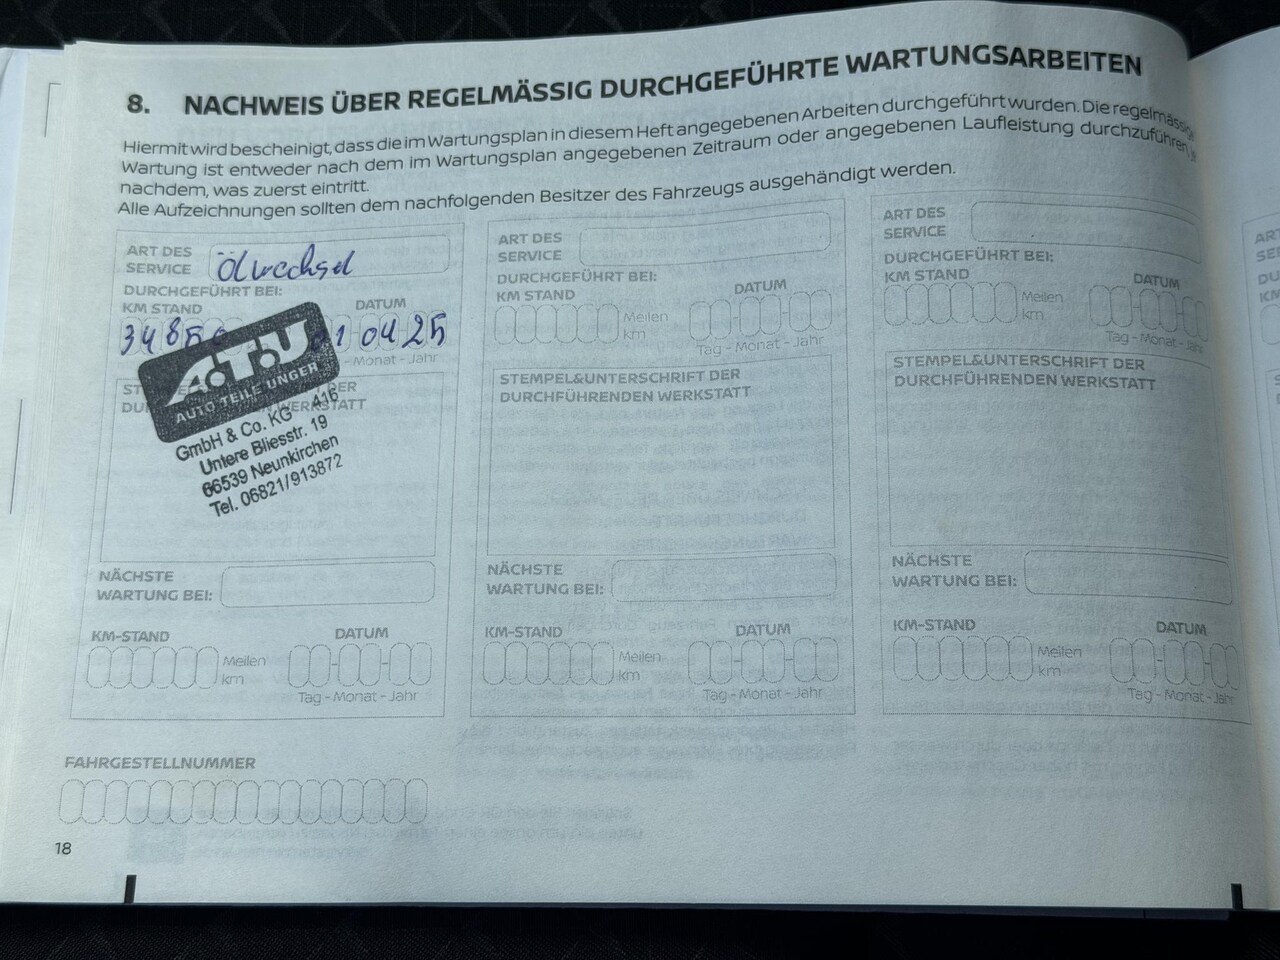 8. NACHWEIS ÜBER REGELMÄSSIG DURCHGEFÜHRTE WARTUNGSARBEITEN
Hiermit wird bescheinigt, dass die im Wartungsplan in diesem Heft angegebenen Arbeiten durchgeführt wurden. Die
Wartung ist entweder nach dem im Wartungsplan angegebenen Zeitraum oder angegebenen Laufleistung durchzuführen, je
nachdem, was zuerst eintritt.
Alle Aufzeichnungen sollten dem nachfolgenden Besitzer des Fahrzeugs ausgehändigt werden.
ART DES
SERVICE
Ölwechsel
DURCHGEFÜHRT BEI:
KM STAND
DATUM
01 04 25
Monat - Jahr
A.T.U
AUTO TEILE UNGER
GmbH & Co. KG 416
Untere Bliesstr. 19
66539 Neunkirchen
Tel. 06821/913872
NÄCHSTE
WARTUNG BEI:
KM-STAND
DATUM
Meilen
km
Tag - Monat - Jahr
ART DES
SERVICE
DURCHGEFÜHRT BEI:
KM STAND
DATUM
Meilen
km
Tag - Monat - Jahr
STEMPEL&UNTERSCHRIFT DER
DURCHFÜHRENDEN WERKSTATT
NÄCHSTE
WARTUNG BEI:
KM-STAND
DATUM
Meilen
km
Tag - Monat - Jahr
ART DES
SERVICE
DURCHGEFÜHRT BEI:
KM STAND
DATUM
Meilen
km
Tag - Monat - Jahr
STEMPEL&UNTERSCHRIFT DER
DURCHFÜHRENDEN WERKSTATT
NÄCHSTE
WARTUNG BEI:
KM-STAND
DATUM
Meilen
km
Tag - Monat - Jahr
FAHRGESTELLNUMMER
18